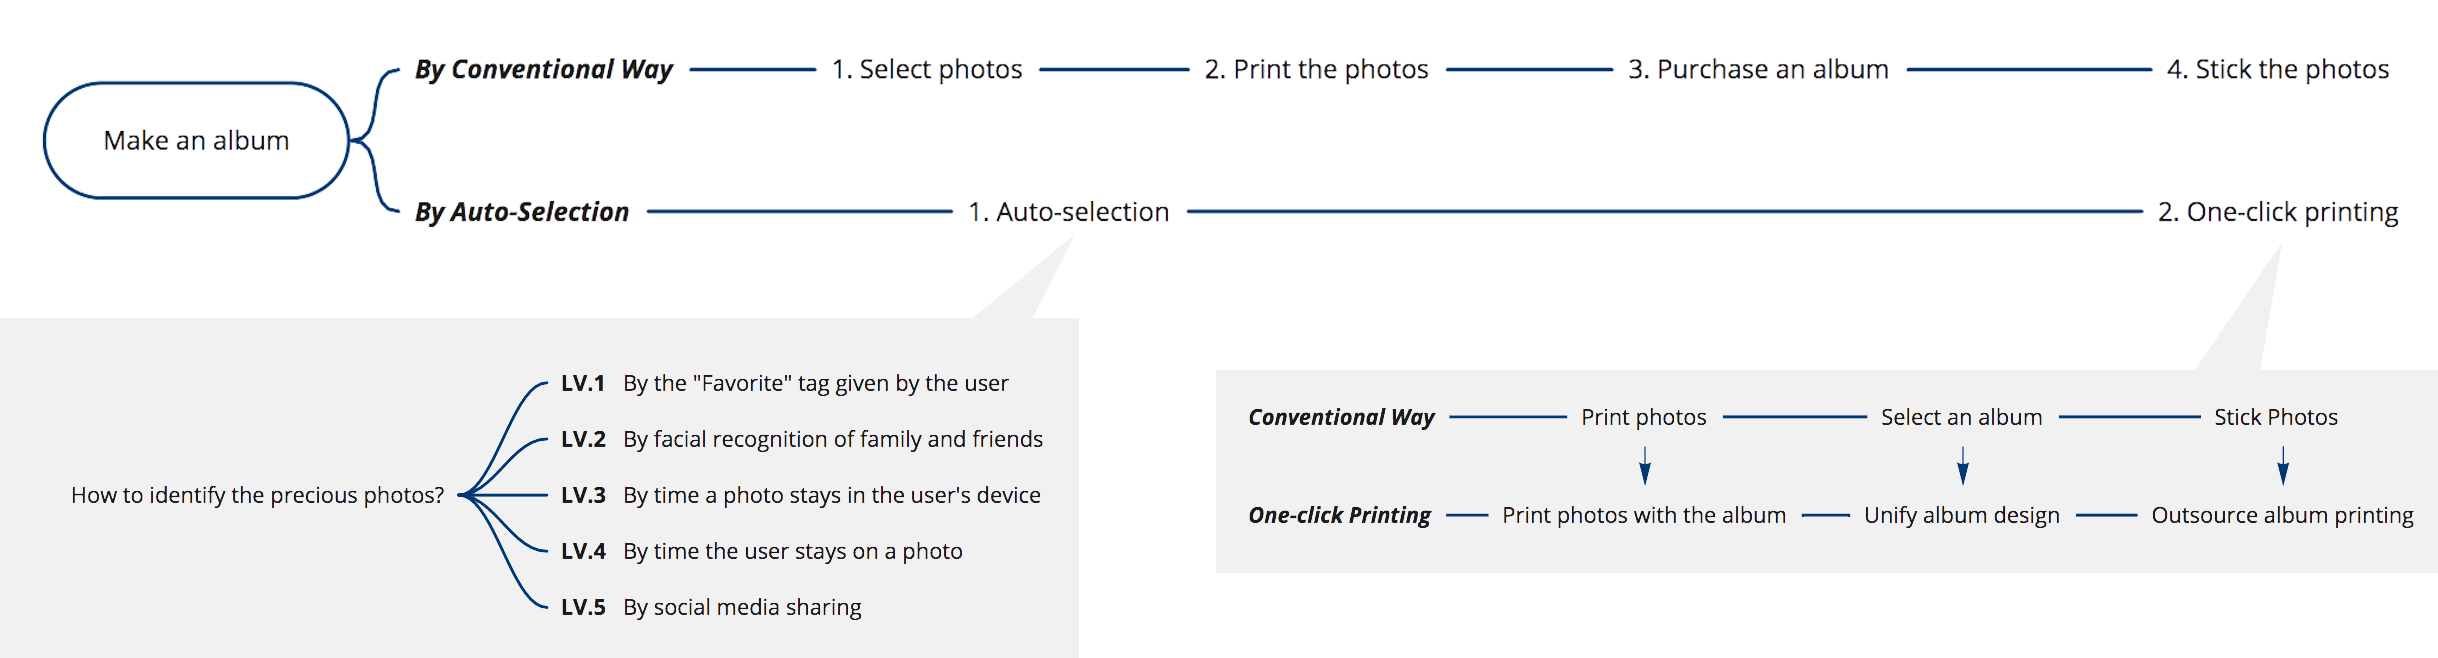 Make an album
By Conventional Way 1. Select photos 2. Print the photos 3. Purchase an album 4. Stick the photos
By Auto-Selection 1. Auto-selection 2. One-click printing
How to identify the precious photos?
LV.1 By the "Favorite" tag given by the user
LV.2 By facial recognition of family and friends
LV.3 By time a photo stays in the user's device
LV.4 By time the user stays on a photo
LV.5 By social media sharing
Conventional Way Print photos Select an album Stick Photos
One-click Printing Print photos with the album Unify album design Outsource album printing